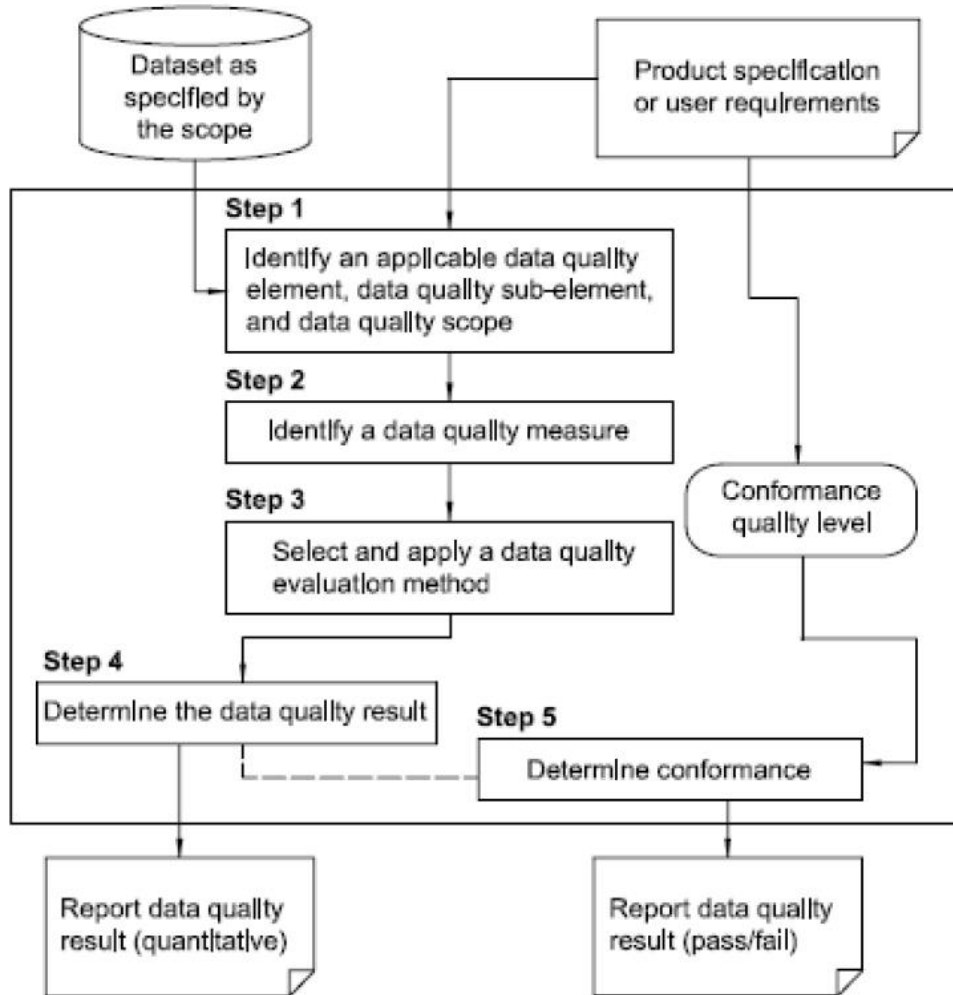 Dataset as
specified by
the scope
Product specification
or user requirements
Step 1
Identify an applicable data quality
element, data quality sub-element,
and data quality scope
Step 2
Identify a data quality measure
Step 3
Select and apply a data quality
evaluation method
Conformance
quality level
Step 4
Determine the data quality result
Step 5
Determine conformance
Report data quality
result (quantitative)
Report data quality
result (pass/fail)